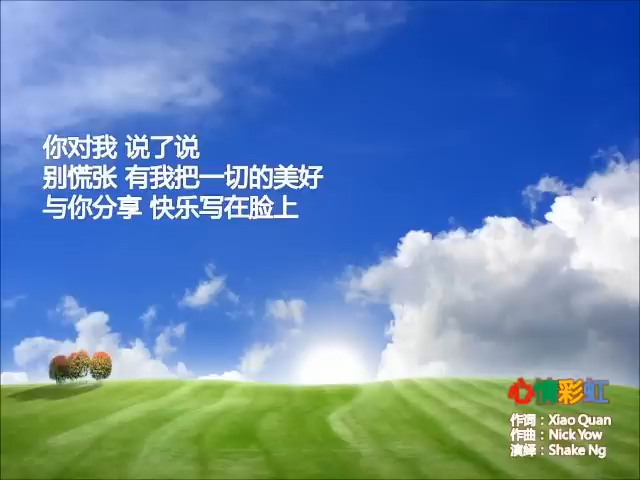 你对我 说了说
别慌张 有我把一切的美好
与你分享 快乐写在脸上
心情彩虹
作词：Xiao Quan
作曲：Nick Yow
演绎：Shake Ng